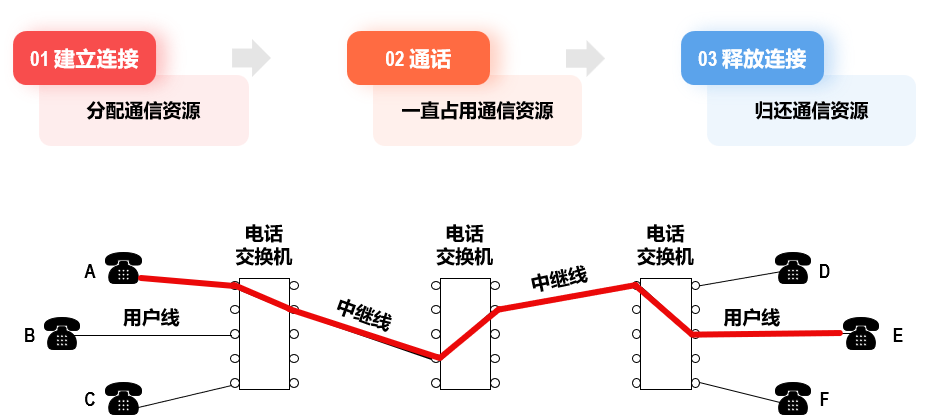 01 建立连接
02 通话
03 释放连接
分配通信资源
一直占用通信资源
归还通信资源
电话
交换机
电话
交换机
电话
交换机
A
中继线
中继线
D
B
用户线
用户线
E
C
F